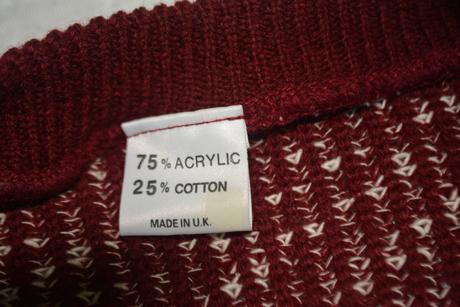 75% ACRYLIC
25% COTTON
MADE IN U.K.